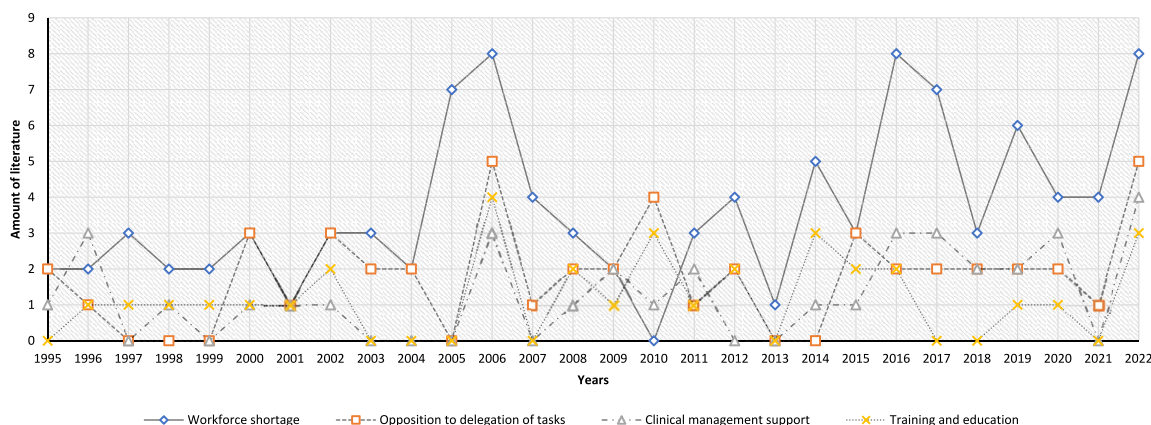 9
8
7
6
5
4
3
2
1
0
Amount of literature
1995 1996 1997 1998 1999 2000 2001 2002 2003 2004 2005 2006 2007 2008 2009 2010 2011 2012 2013 2014 2015 2016 2017 2018 2019 2020 2021 2022
Years
Workforce shortage Opposition to delegation of tasks Clinical management support Training and education